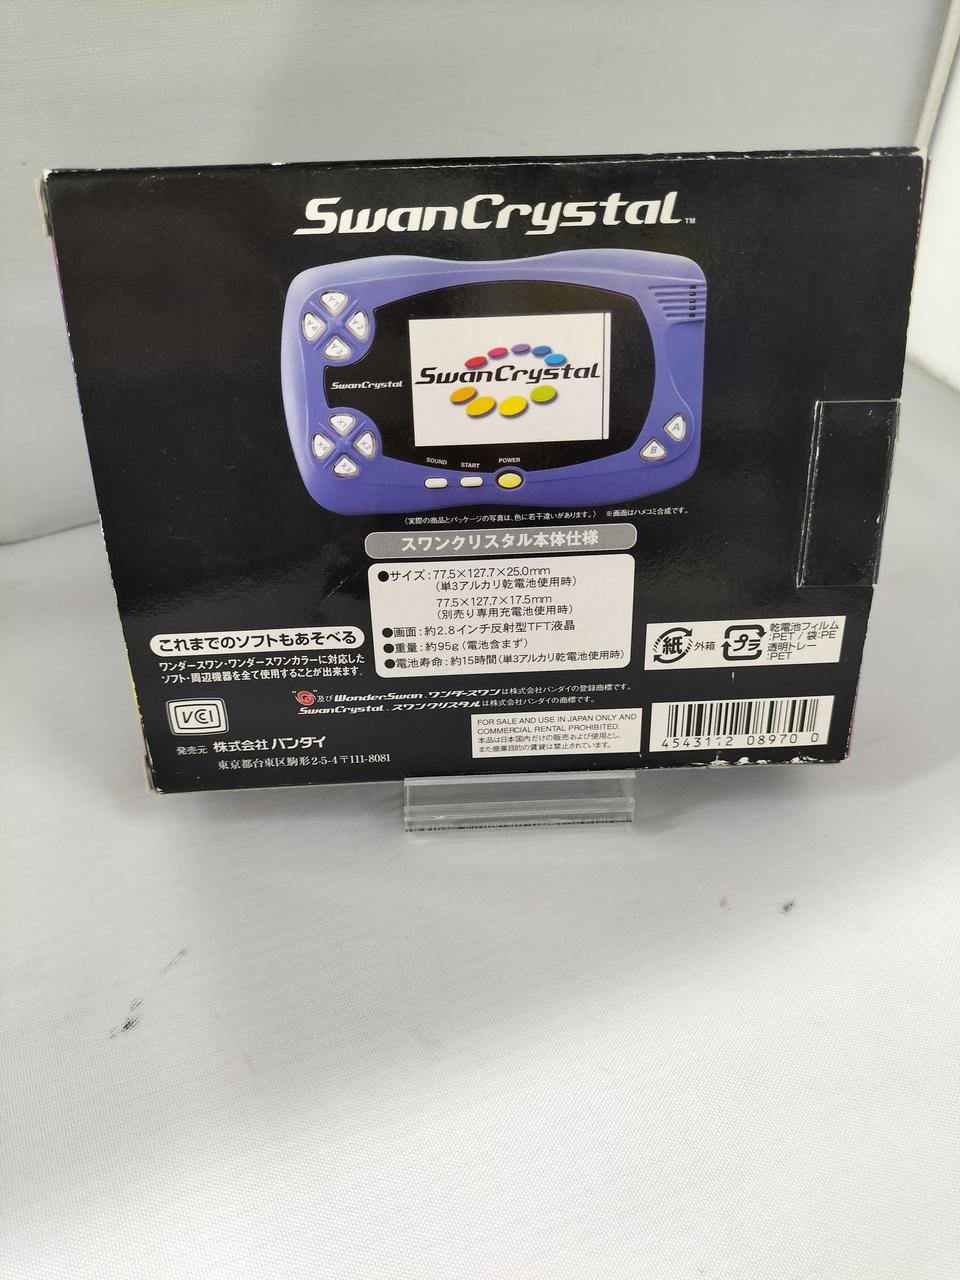 SwanCrystal™
Y1
Y4 Y2
Y3
SwanCrystal
SwanCrystal
X1
X4 X2
X3
A
B
SOUND START POWER
（実際の商品とパッケージの写真は、色に若干違いがあります。） ※画面はハメコミ合成です。
スワンクリスタル本体仕様
●サイズ：77.5×127.7×25.0mm
（単3アルカリ乾電池使用時）
77.5×127.7×17.5mm
（別売り専用充電池使用時）
●画面：約2.8インチ反射型TFT液晶
●重量：約95g（電池含まず）
●電池寿命：約15時間（単3アルカリ乾電池使用時）
これまでのソフトもあそべる
ワンダースワン・ワンダースワンカラーに対応した
ソフト・周辺機器を全て使用することが出来ます。
紙 外箱 プラ
乾電池フィルム
:PET / 袋:PE
透明トレー
:PET
及びWonderSwan、ワンダースワンは株式会社バンダイの登録商標です。
SwanCrystal、スワンクリスタルは株式会社バンダイの商標です。
VCI
発売元 株式会社 バンダイ
東京都台東区駒形2-5-4〒111-8081
FOR SALE AND USE IN JAPAN ONLY AND
COMMERCIAL RENTAL PROHIBITED.
本品は日本国内だけの販売および使用とし、
また商業目的の賃貸は禁止されています。
4543112 08970 0